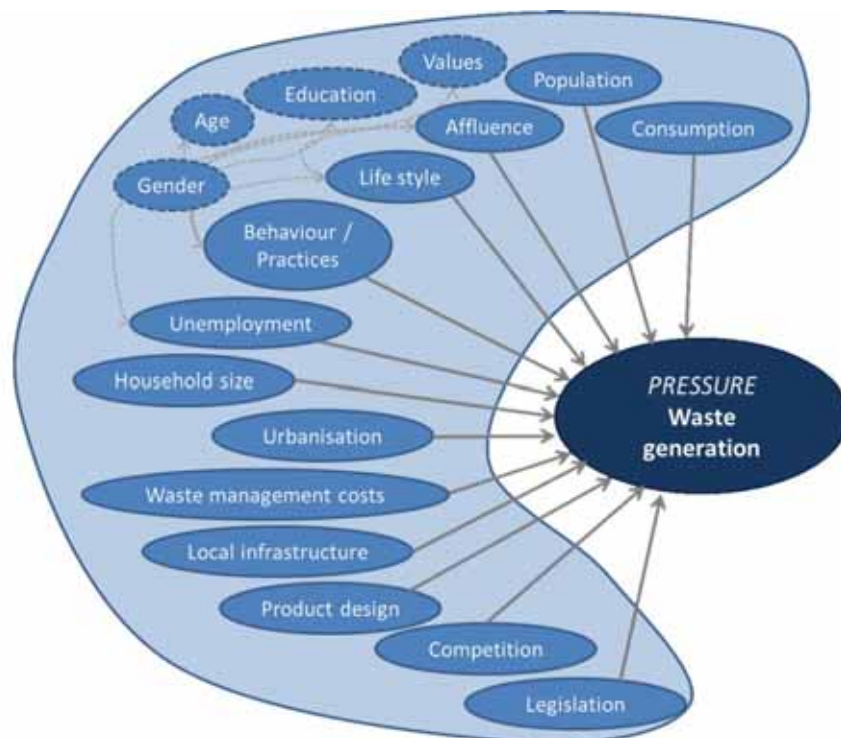 Values
Population
Education
Age
Affluence
Consumption
Gender
Life style
Behaviour /
Practices
Unemployment
Household size
PRESSURE
Waste
generation
Urbanisation
Waste management costs
Local infrastructure
Product design
Competition
Legislation